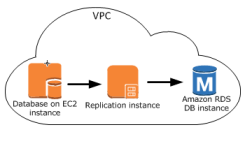 VPC
Database on EC2
instance
Replication instance
M
Amazon RDS
DB instance